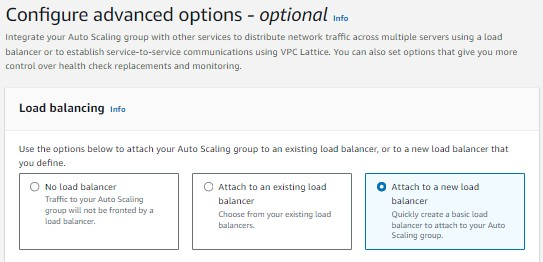 Configure advanced options - optional Info
Integrate your Auto Scaling group with other services to distribute network traffic across multiple servers using a load
balancer or to establish service-to-service communications using VPC Lattice. You can also set options that give you more
control over health check replacements and monitoring.
Load balancing Info
Use the options below to attach your Auto Scaling group to an existing load balancer, or to a new load balancer that
you define.
No load balancer
Traffic to your Auto Scaling
group will not be fronted by a
load balancer.
Attach to an existing load
balancer
Choose from your existing load
balancers.
Attach to a new load
balancer
Quickly create a basic load
balancer to attach to your Auto
Scaling group.